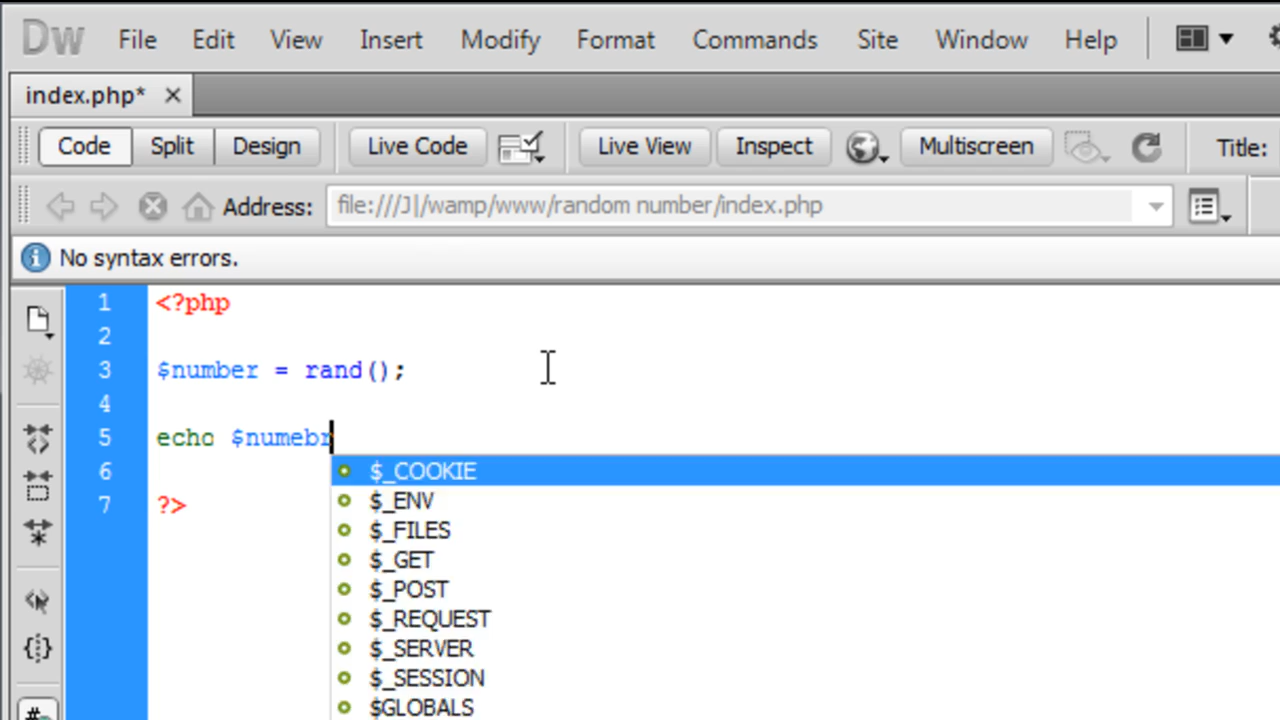 Dw File Edit View Insert Modify Format Commands Site Window Help
index.php*
Code Split Design Live Code Live View Inspect Multiscreen Title:
Address: file:///J|/wamp/www/random number/index.php
No syntax errors.
1 <?php
2
3 $number = rand();
4
5 echo $numebr
6 $_COOKIE
7 ?> $_ENV
$_FILES
$_GET
$_POST
$_REQUEST
$_SERVER
$_SESSION
$GLOBALS